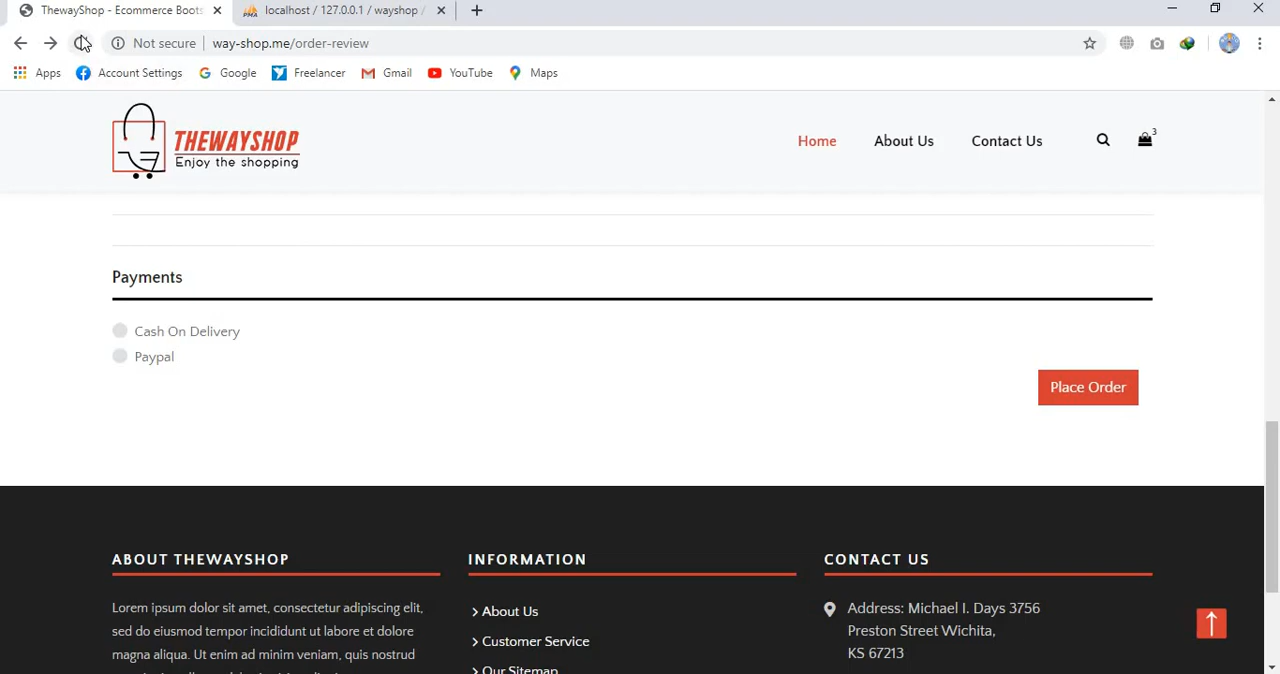 ThewayShop - Ecommerce Boots
localhost / 127.0.0.1 / wayshop /
Not secure
way-shop.me/order-review
Apps
Account Settings
Google
Freelancer
Gmail
YouTube
Maps
THEWAYSHOP
Enjoy the shopping
Home
About Us
Contact Us
3
Payments
Cash On Delivery
Paypal
Place Order
ABOUT THEWAYSHOP
INFORMATION
CONTACT US
Lorem ipsum dolor sit amet, consectetur adipiscing elit,
sed do eiusmod tempor incididunt ut labore et dolore
magna aliqua. Ut enim ad minim veniam, quis nostrud
About Us
Customer Service
Our Sitemap
Address: Michael I. Days 3756
Preston Street Wichita,
KS 67213